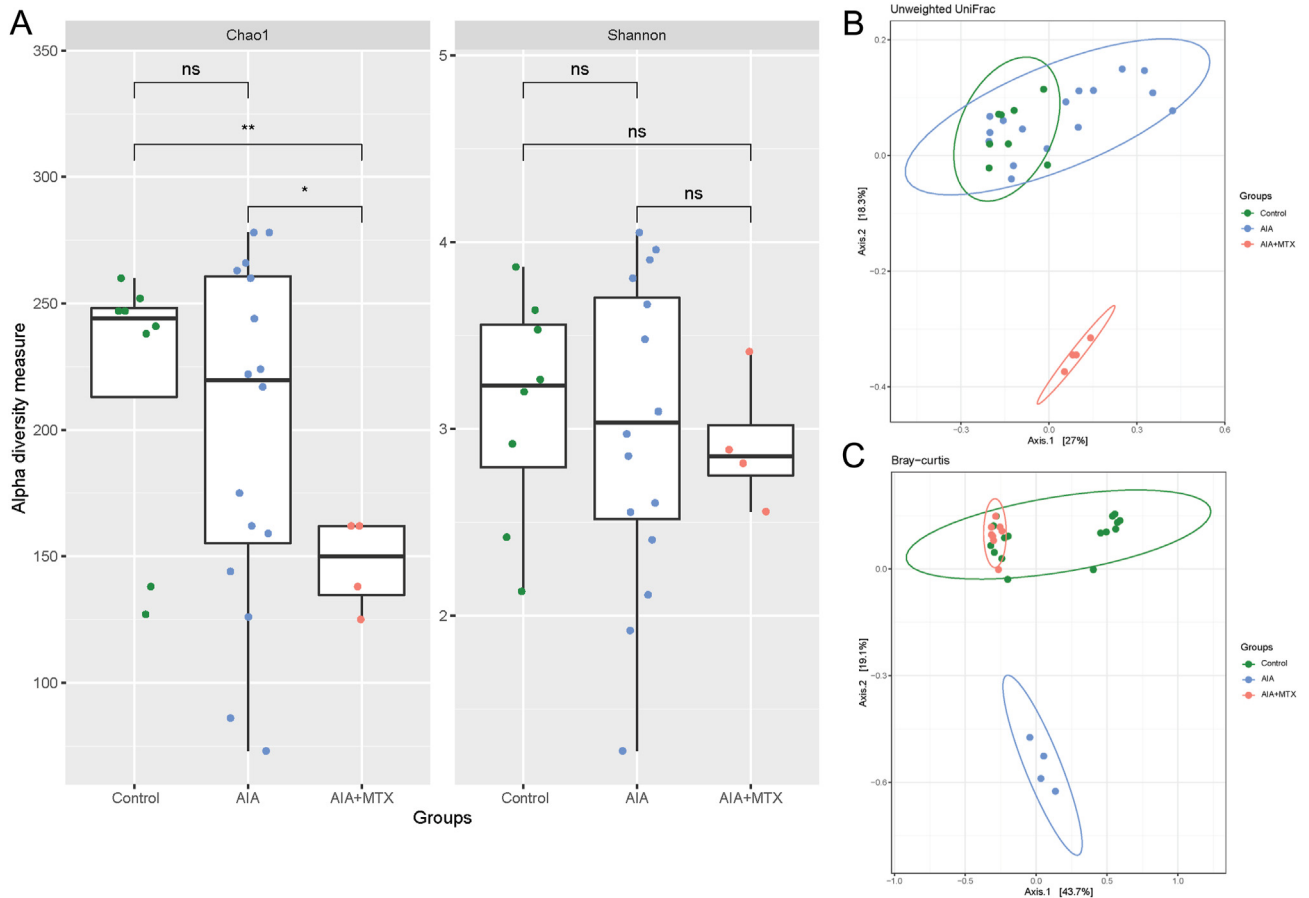 A
Chao1
Shannon
350
300
250
200
150
100
5
4
3
2
ns
**
*
ns
ns
ns
Alpha diversity measure
Control
AIA
AIA+MTX
Control
AIA
AIA+MTX
Groups
B
Unweighted UniFrac
0.2
0.0
−0.2
−0.4
Axis.2 [18.3%]
−0.3
0.0
0.3
0.6
Axis.1 [27%]
Groups
Control
AIA
AIA+MTX
C
Bray−curtis
0.0
−0.3
−0.6
Axis.2 [19.1%]
−1.0
−0.5
0.0
0.5
1.0
Axis.1 [43.7%]
Groups
Control
AIA
AIA+MTX